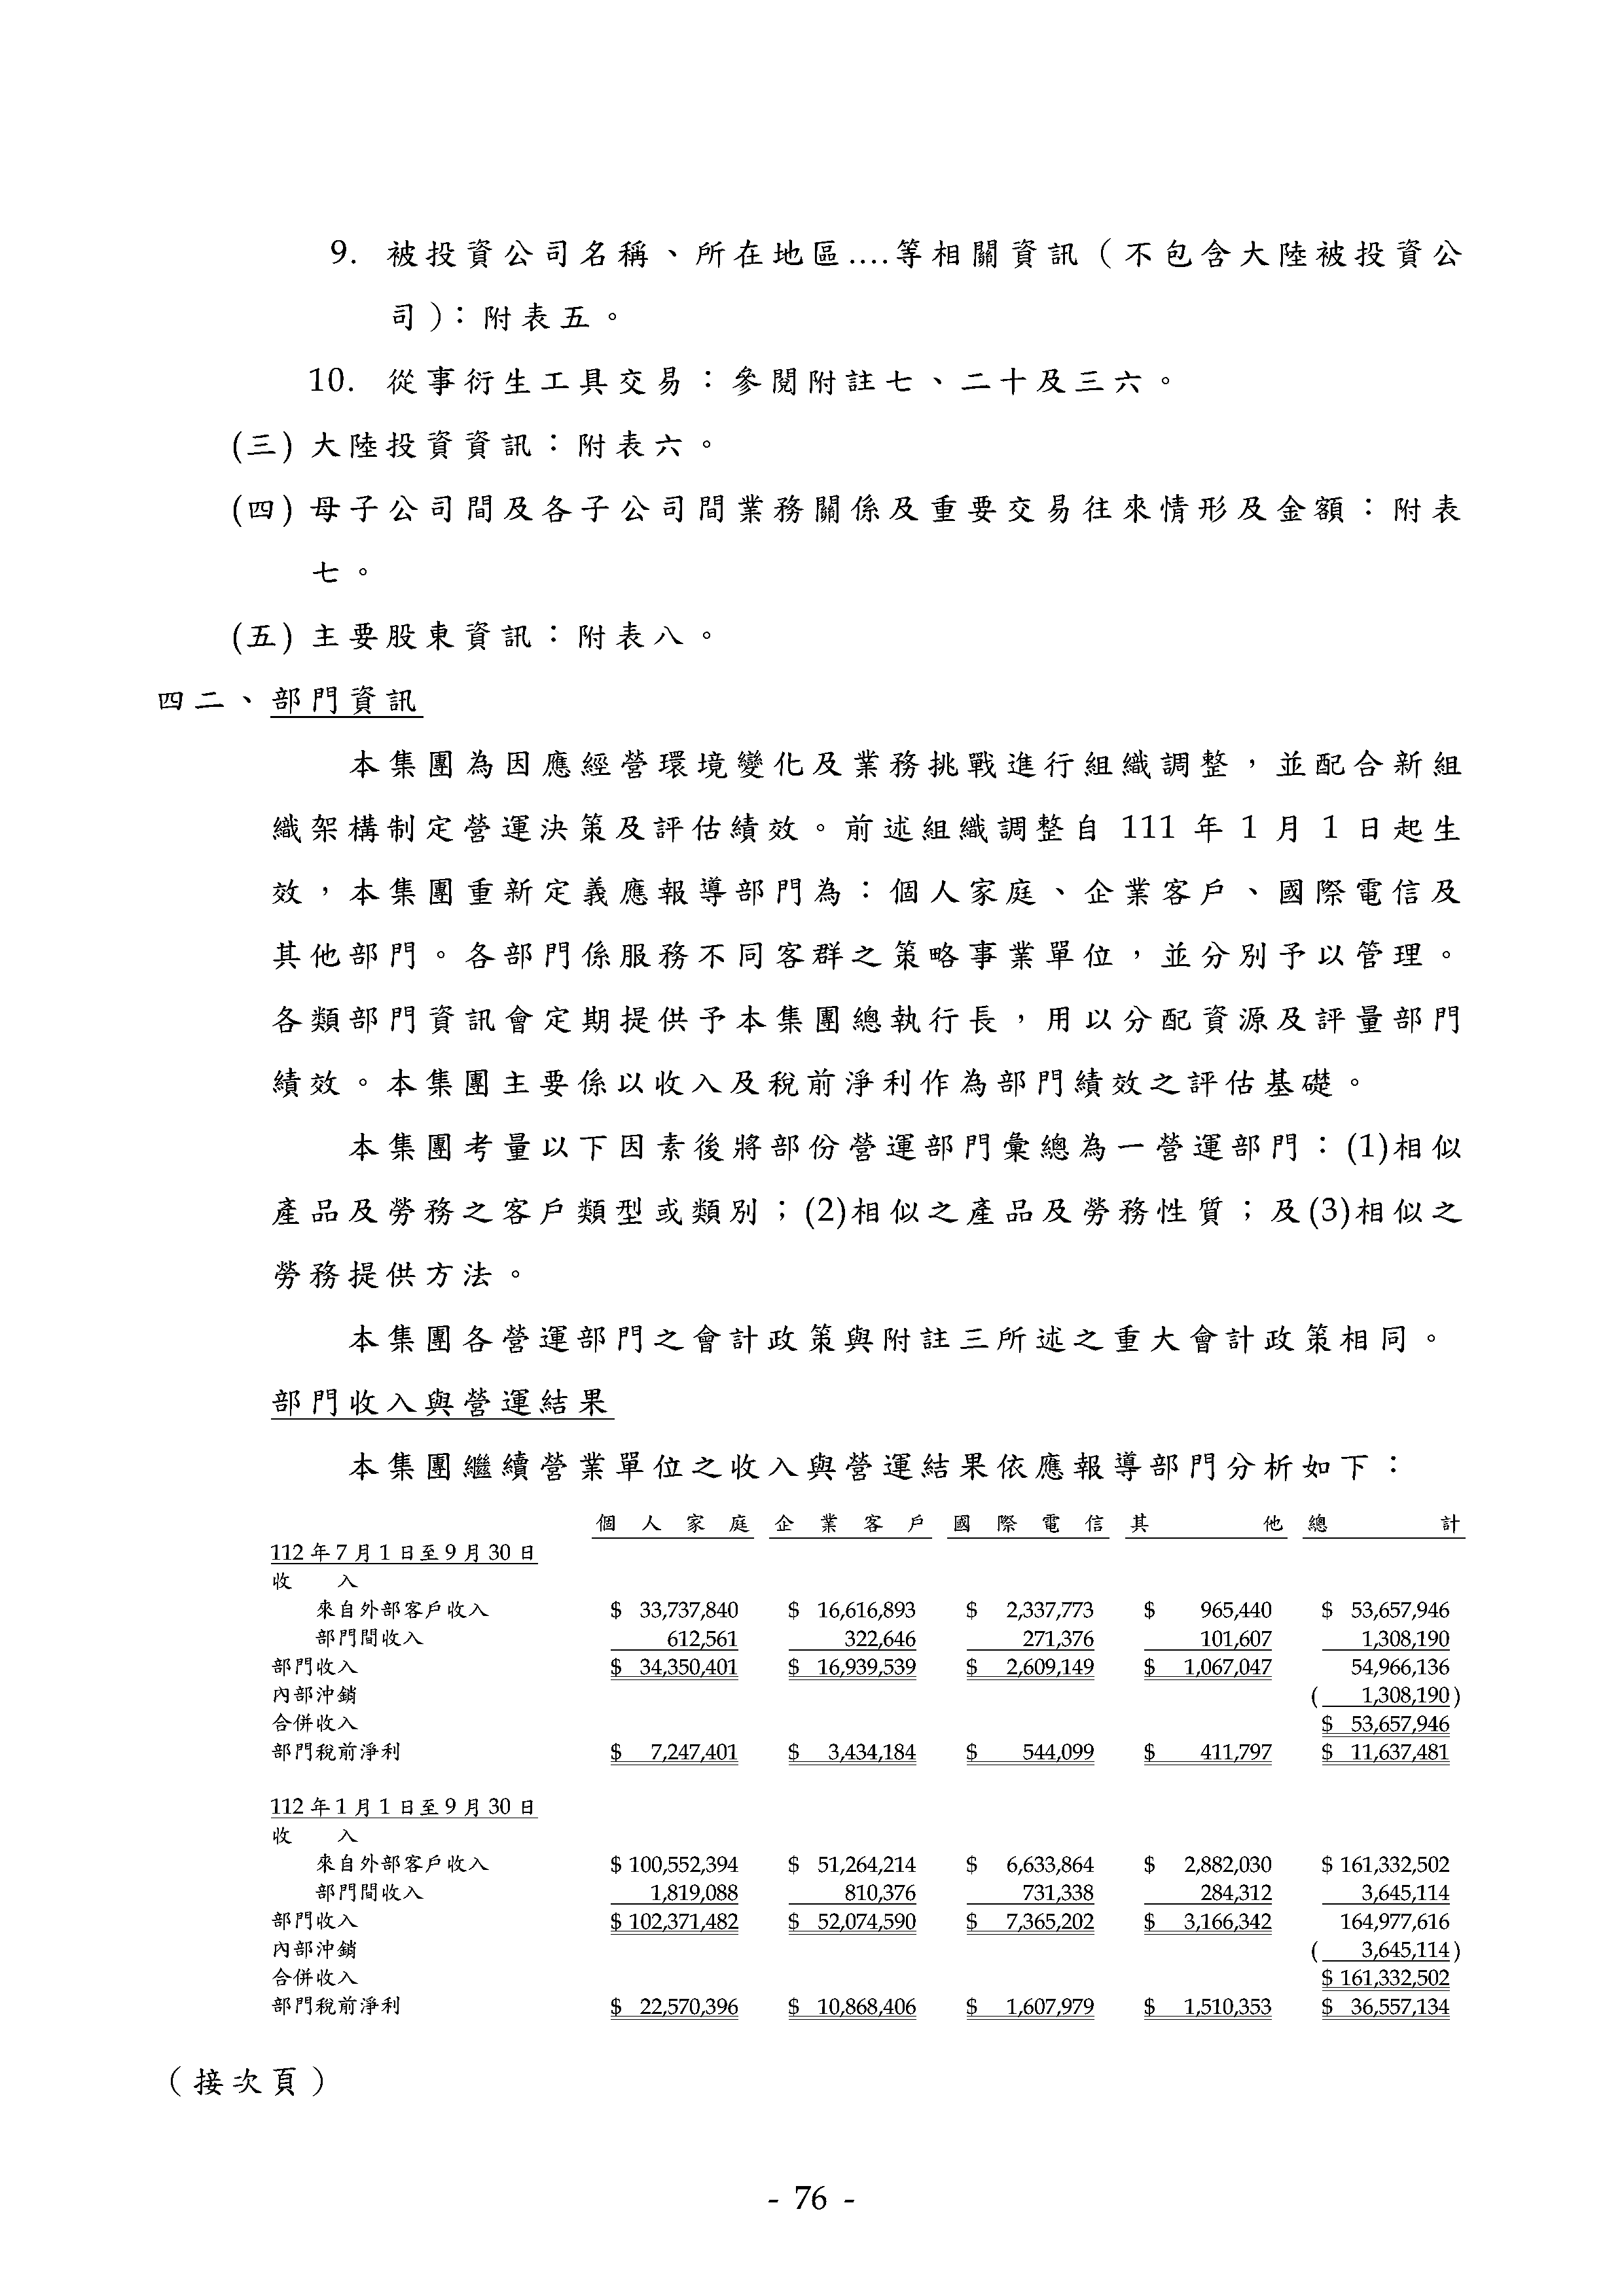 9. 被投資公司名稱、所在地區....等相關資訊（不包含大陸被投資公
司）：附表五。
10. 從事衍生工具交易：參閱附註七、二十及三六。
(三) 大陸投資資訊：附表六。
(四) 母子公司間及各子公司間業務關係及重要交易往來情形及金額：附表
七。
(五) 主要股東資訊：附表八。
四二、部門資訊
本集團為因應經營環境變化及業務挑戰進行組織調整，並配合新組
織架構制定營運決策及評估績效。前述組織調整自 111 年 1 月 1 日起生
效，本集團重新定義應報導部門為：個人家庭、企業客戶、國際電信及
其他部門。各部門係服務不同客群之策略事業單位，並分別予以管理。
各類部門資訊會定期提供予本集團總執行長，用以分配資源及評量部門
績效。本集團主要係以收入及稅前淨利作為部門績效之評估基礎。
本集團考量以下因素後將部份營運部門彙總為一營運部門：(1)相似
產品及勞務之客戶類型或類別；(2)相似之產品及勞務性質；及(3)相似之
勞務提供方法。
本集團各營運部門之會計政策與附註三所述之重大會計政策相同。
部門收入與營運結果
本集團繼續營業單位之收入與營運結果依應報導部門分析如下：
個人家庭 企業客戶 國際電信 其他 總計
112 年 7 月 1 日至 9 月 30 日
收入
來自外部客戶收入 $ 33,737,840 $ 16,616,893 $ 2,337,773 $ 965,440 $ 53,657,946
部門間收入 612,561 322,646 271,376 101,607 1,308,190
部門收入 $ 34,350,401 $ 16,939,539 $ 2,609,149 $ 1,067,047 54,966,136
內部沖銷 ( 1,308,190)
合併收入 $ 53,657,946
部門稅前淨利 $ 7,247,401 $ 3,434,184 $ 544,099 $ 411,797 $ 11,637,481
112 年 1 月 1 日至 9 月 30 日
收入
來自外部客戶收入 $ 100,552,394 $ 51,264,214 $ 6,633,864 $ 2,882,030 $ 161,332,502
部門間收入 1,819,088 810,376 731,338 284,312 3,645,114
部門收入 $ 102,371,482 $ 52,074,590 $ 7,365,202 $ 3,166,342 164,977,616
內部沖銷 ( 3,645,114)
合併收入 $ 161,332,502
部門稅前淨利 $ 22,570,396 $ 10,868,406 $ 1,607,979 $ 1,510,353 $ 36,557,134
（接次頁）
- 76 -